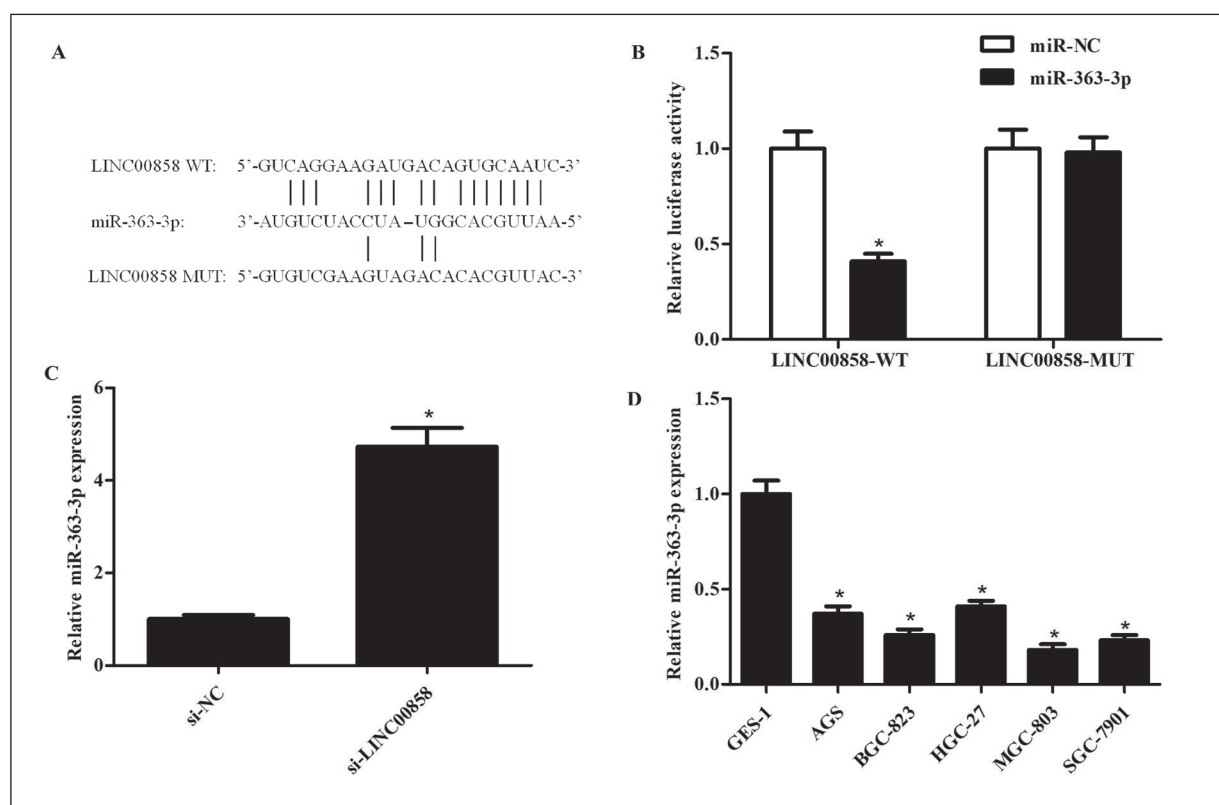 A
LINC00858 WT: 5’-GUCAGGAAGAUGACAGUGCAAUC-3’
miR-363-3p: 3’-AUGUCUACCUA–UGGCACGUUAA-5’
LINC00858 MUT: 5’-GUGUCGAAGUAGACACACGUUAC-3’
B
miR-NC
miR-363-3p
Relarive luciferase activity
1.5
1.0
0.5
0.0
*
LINC00858-WT LINC00858-MUT
C
Relative miR-363-3p expression
6
4
2
0
*
si-NC
si-LINC00858
D
Relative miR-363-3p expression
1.5
1.0
0.5
0.0
* * * * *
GES-1
AGS
BGC-823
HGC-27
MGC-803
SGC-7901